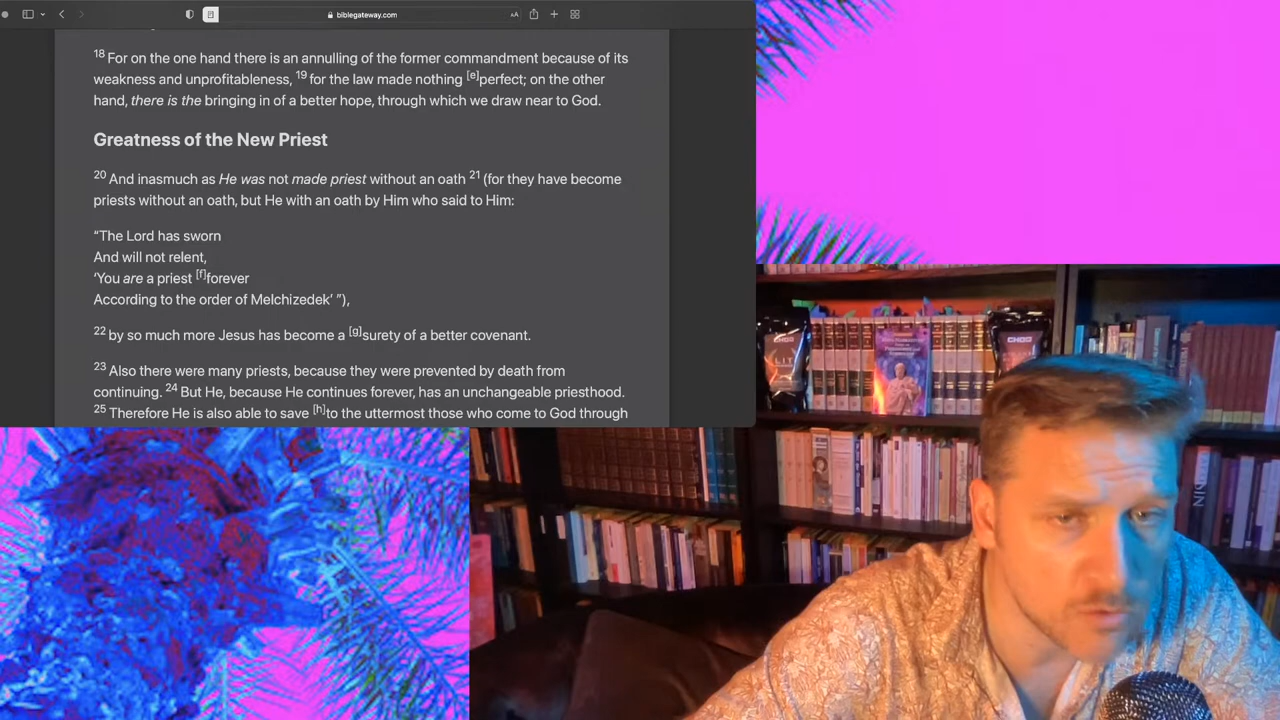 biblegateway.com
AA
18 For on the one hand there is an annulling of the former commandment because of its
weakness and unprofitableness, 19 for the law made nothing [e]perfect; on the other
hand, there is the bringing in of a better hope, through which we draw near to God.
Greatness of the New Priest
20 And inasmuch as He was not made priest without an oath 21 (for they have become
priests without an oath, but He with an oath by Him who said to Him:
“The Lord has sworn
And will not relent,
‘You are a priest [f]forever
According to the order of Melchizedek’ ”),
22 by so much more Jesus has become a [g]surety of a better covenant.
23 Also there were many priests, because they were prevented by death from
continuing. 24 But He, because He continues forever, has an unchangeable priesthood.
25 Therefore He is also able to save [h]to the uttermost those who come to God through
CHOQ
CHOQ